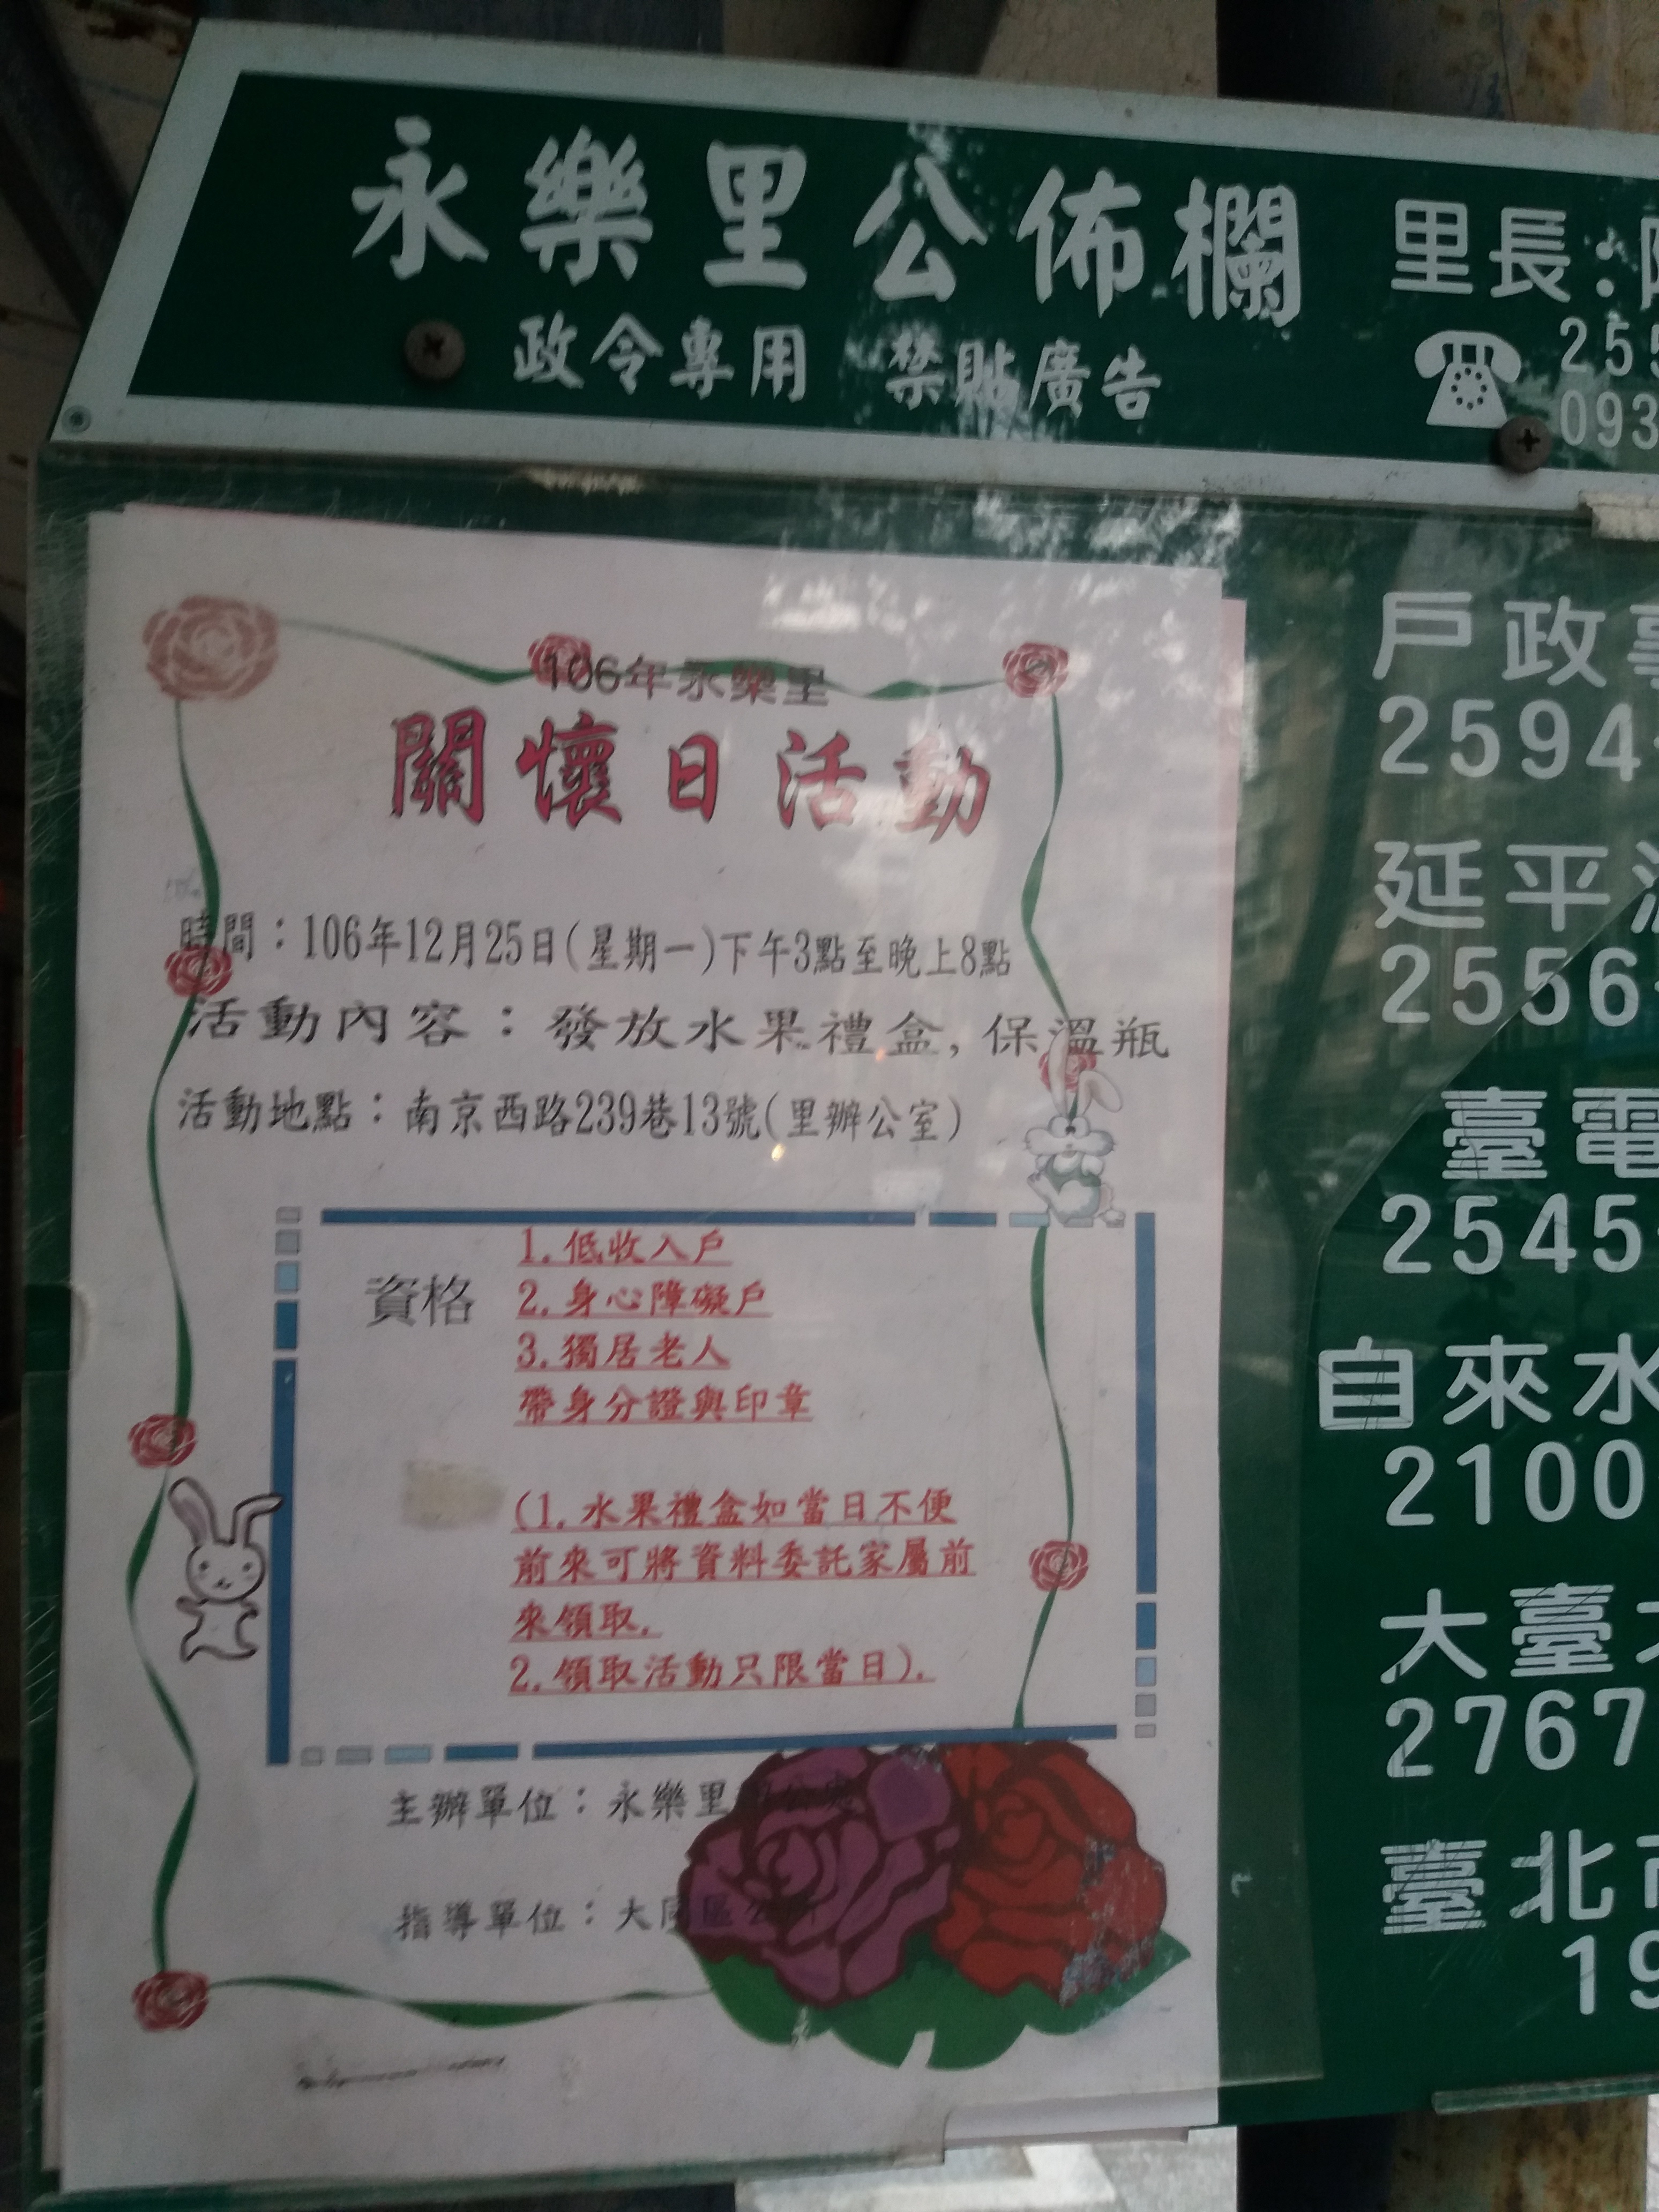 永樂里公佈欄
政令專用 禁貼廣告
里長：
255
093
106年永樂里
關懷日活動
時間：106年12月25日(星期一)下午3點至晚上8點
活動內容：發放水果禮盒,保溫瓶
活動地點：南京西路239巷13號(里辦公室)
資格
1.低收入戶
2.身心障礙戶
3.獨居老人
帶身分證與印章
(1.水果禮盒如當日不便
前來可將資料委託家屬前
來領取.
2.領取活動只限當日).
主辦單位：永樂里辦公處
指導單位：大同區公所
戶政
2594
延平
2556
臺電
2545
自來水
2100
大臺
2767
臺北
19